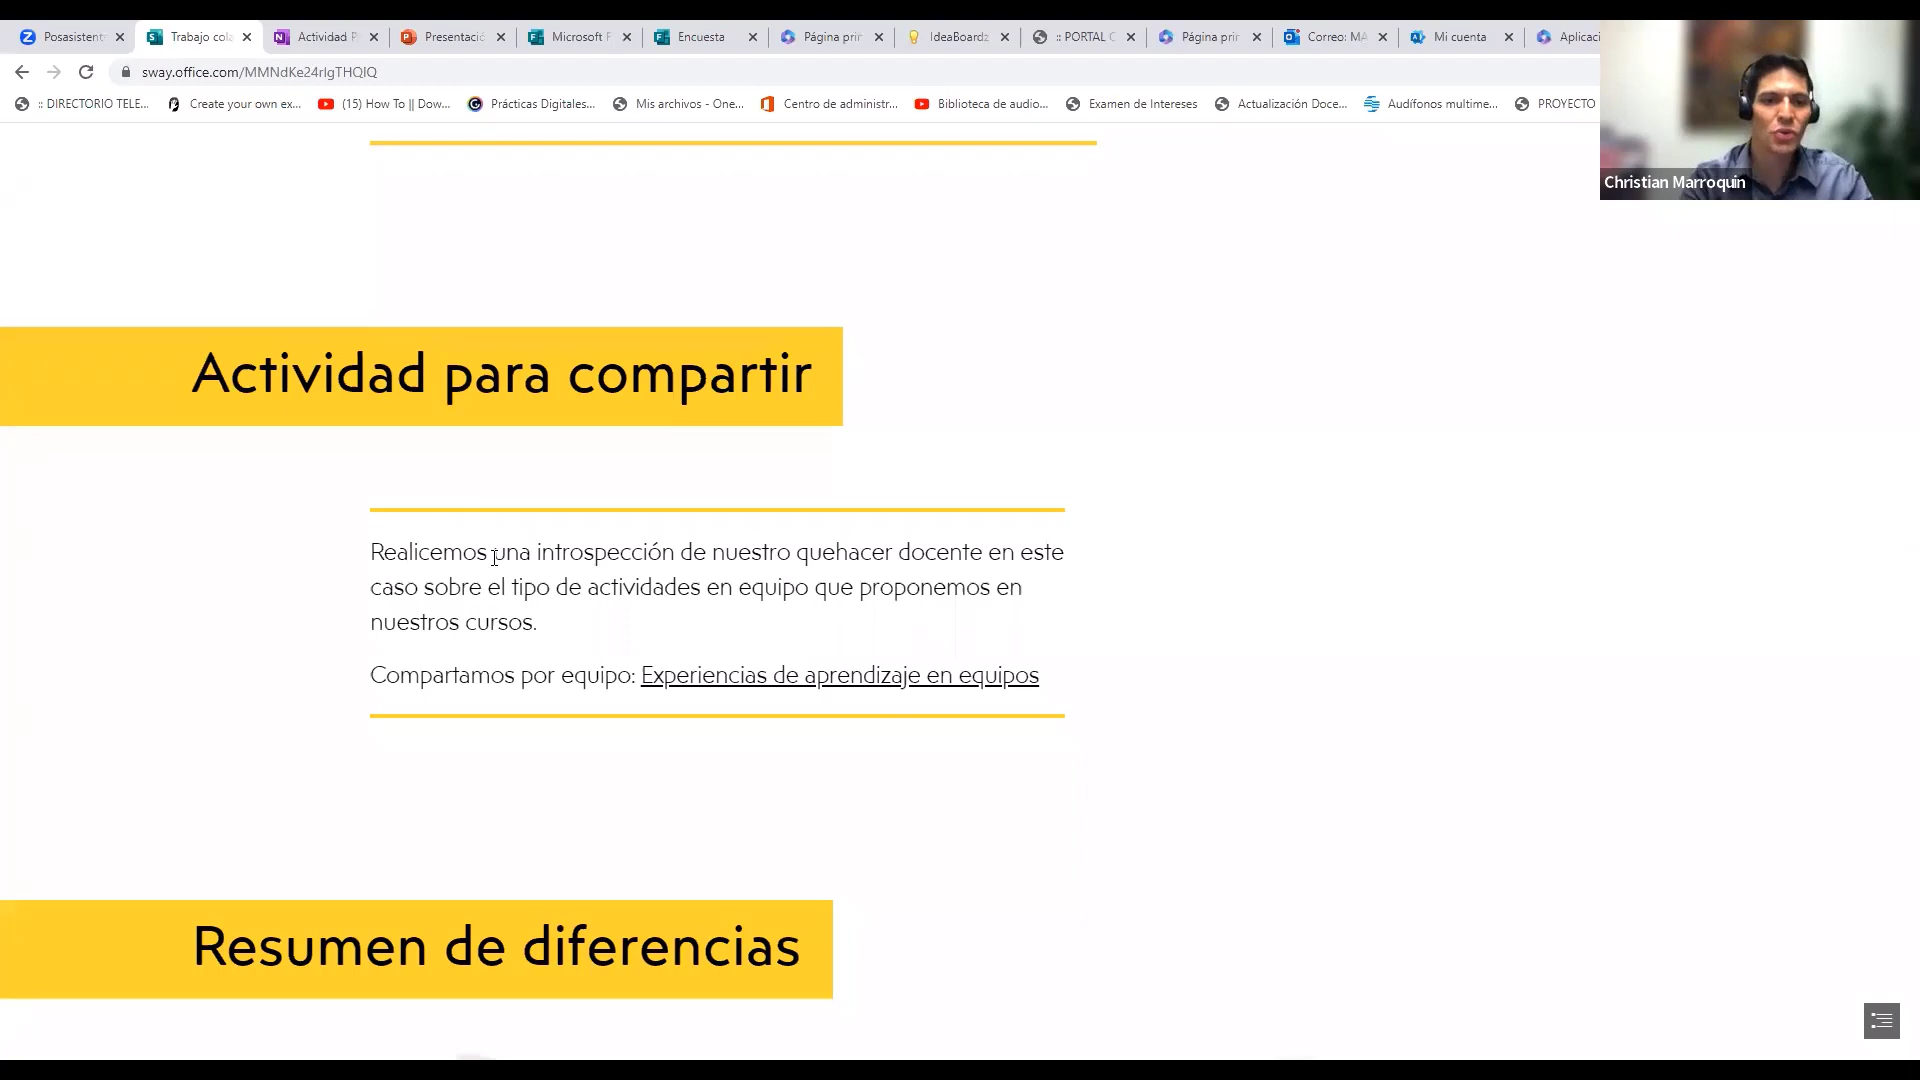 Posasistent
Trabajo cola
Actividad P
Presentació
Microsoft F
Encuesta
Página prin
IdeaBoardz
:: PORTAL C
Página prin
Correo: MA
Mi cuenta
Aplicaci
sway.office.com/MMNdKe24rIgTHQIQ
:: DIRECTORIO TELE...
Create your own ex...
(15) How To || Dow...
Prácticas Digitales...
Mis archivos - One...
Centro de administr...
Biblioteca de audio...
Examen de Intereses
Actualización Doce...
Audífonos multime...
PROYECTO
Christian Marroquin
Actividad para compartir
Realicemos una introspección de nuestro quehacer docente en este
caso sobre el tipo de actividades en equipo que proponemos en
nuestros cursos.
Compartamos por equipo: Experiencias de aprendizaje en equipos
Resumen de diferencias